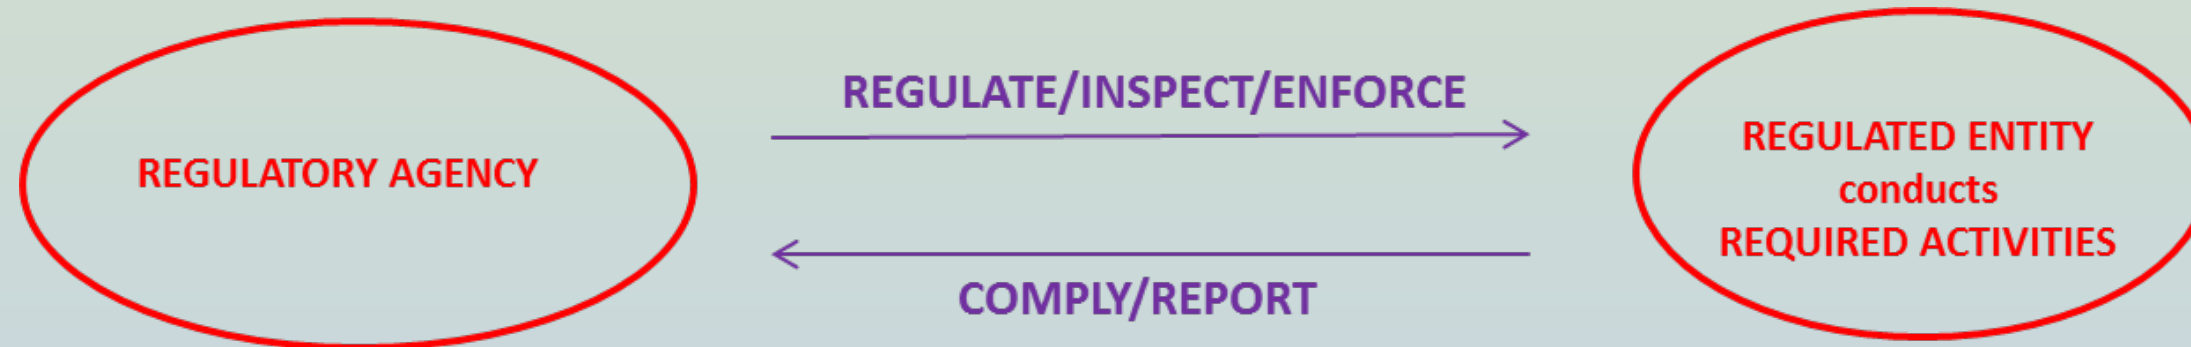 REGULATORY AGENCY
REGULATE/INSPECT/ENFORCE
COMPLY/REPORT
REGULATED ENTITY
conducts
REQUIRED ACTIVITIES